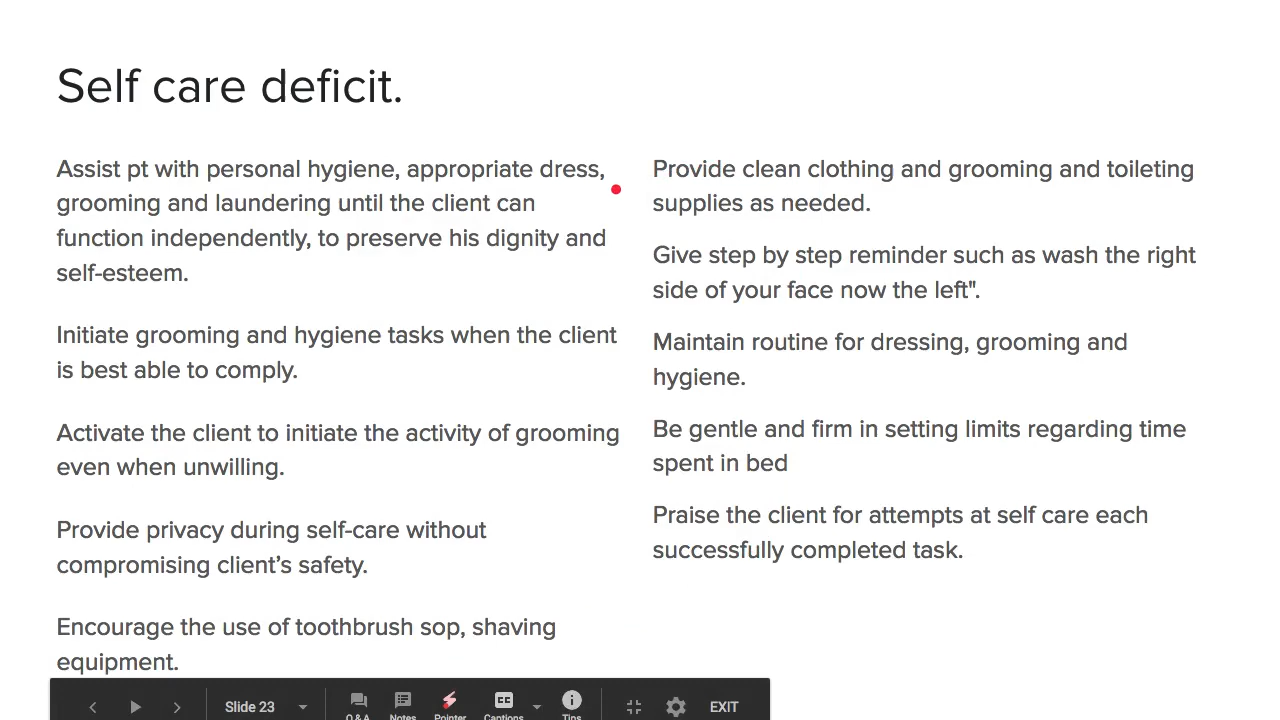 Self care deficit.
Assist pt with personal hygiene, appropriate dress,
grooming and laundering until the client can
function independently, to preserve his dignity and
self-esteem.
Initiate grooming and hygiene tasks when the client
is best able to comply.
Activate the client to initiate the activity of grooming
even when unwilling.
Provide privacy during self-care without
compromising client’s safety.
Encourage the use of toothbrush sop, shaving
equipment.
Provide clean clothing and grooming and toileting
supplies as needed.
Give step by step reminder such as wash the right
side of your face now the left".
Maintain routine for dressing, grooming and
hygiene.
Be gentle and firm in setting limits regarding time
spent in bed
Praise the client for attempts at self care each
successfully completed task.
Slide 23
Q & A
Notes
Pointer
CC
Captions
Tips
EXIT